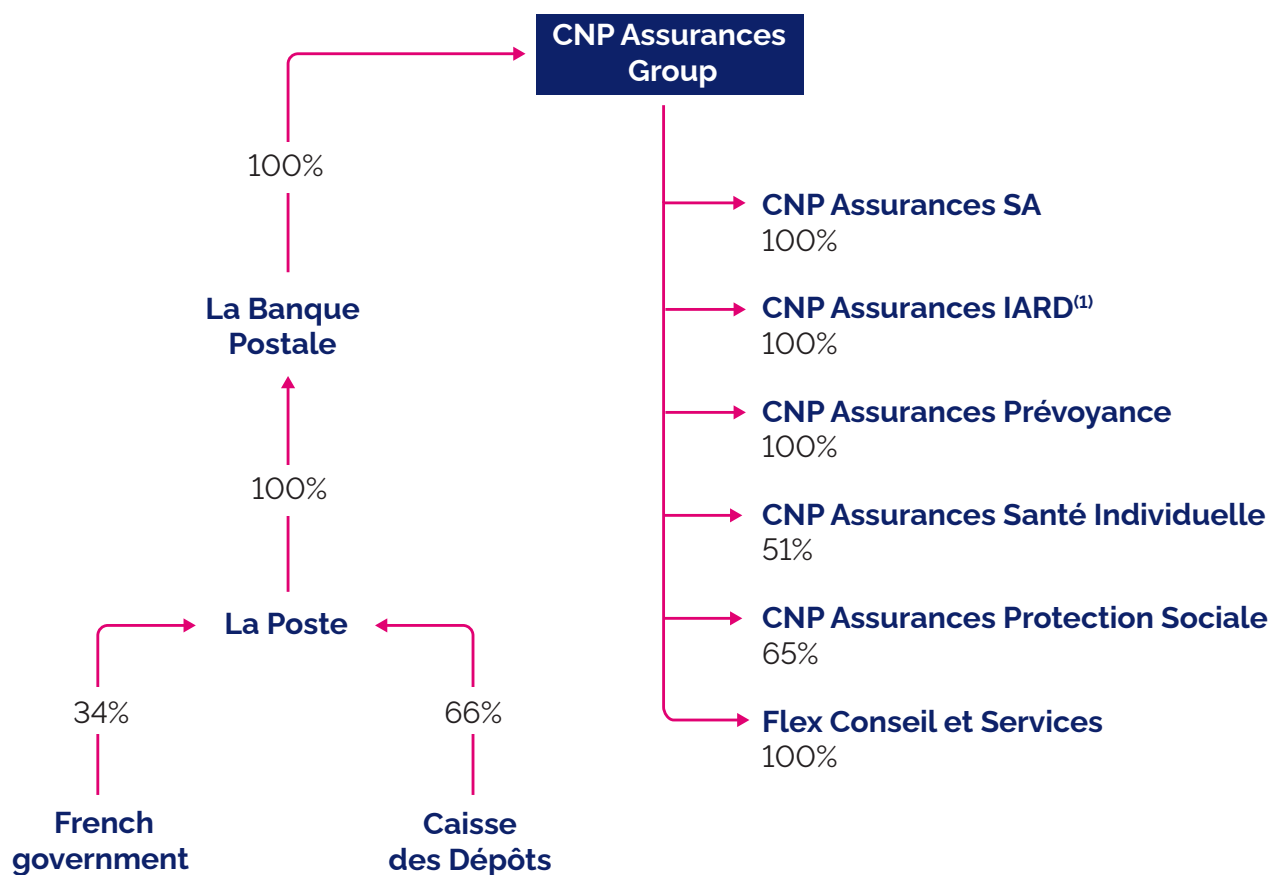 CNP Assurances
Group
100%
La Banque
Postale
100%
La Poste
34%
66%
French
government
Caisse
des Dépôts
CNP Assurances SA
100%
CNP Assurances IARD(1)
100%
CNP Assurances Prévoyance
100%
CNP Assurances Santé Individuelle
51%
CNP Assurances Protection Sociale
65%
Flex Conseil et Services
100%